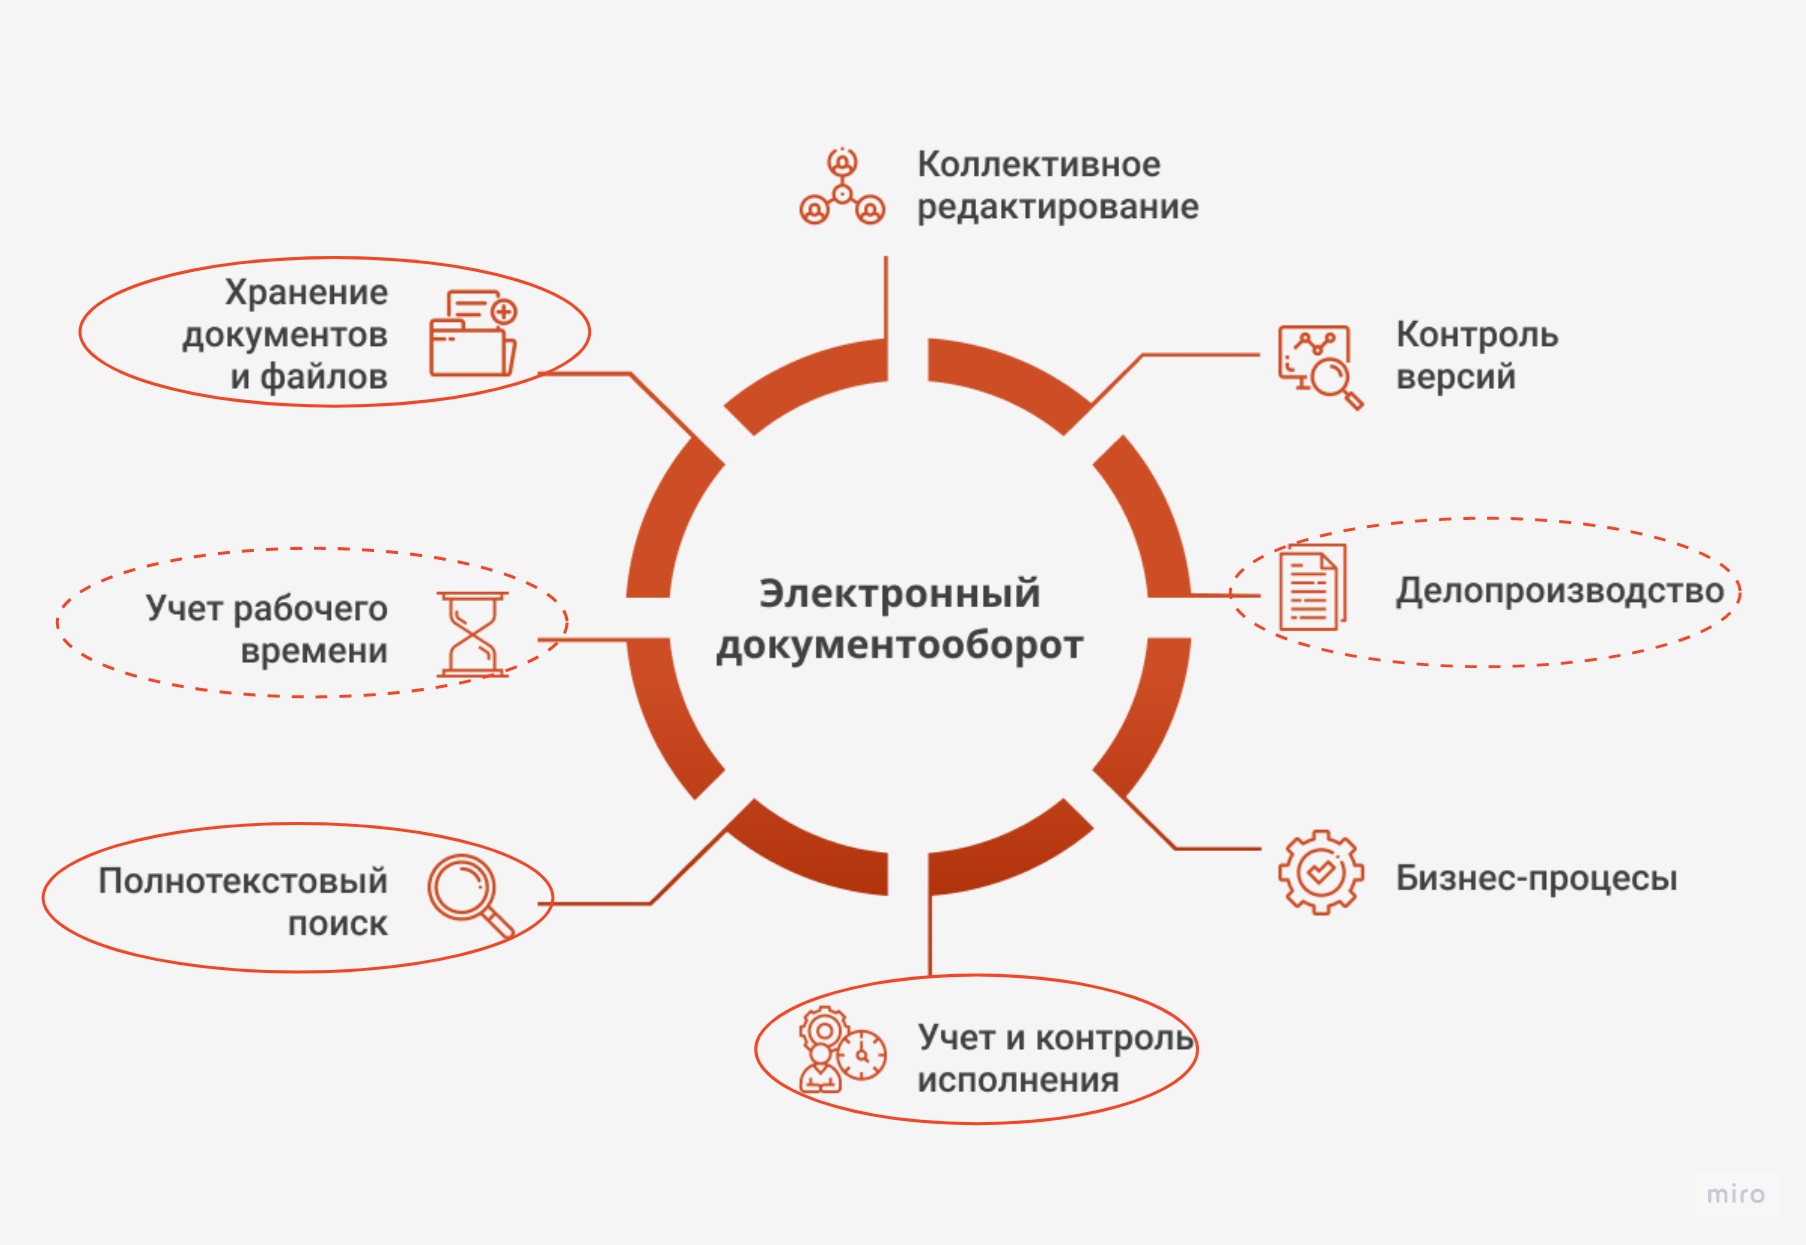 Коллективное
редактирование
Хранение
документов
и файлов
Контроль
версий
Учет рабочего
времени
Электронный
документооборот
Делопроизводство
Полнотекстовый
поиск
Бизнес-процесы
Учет и контроль
исполнения
miro